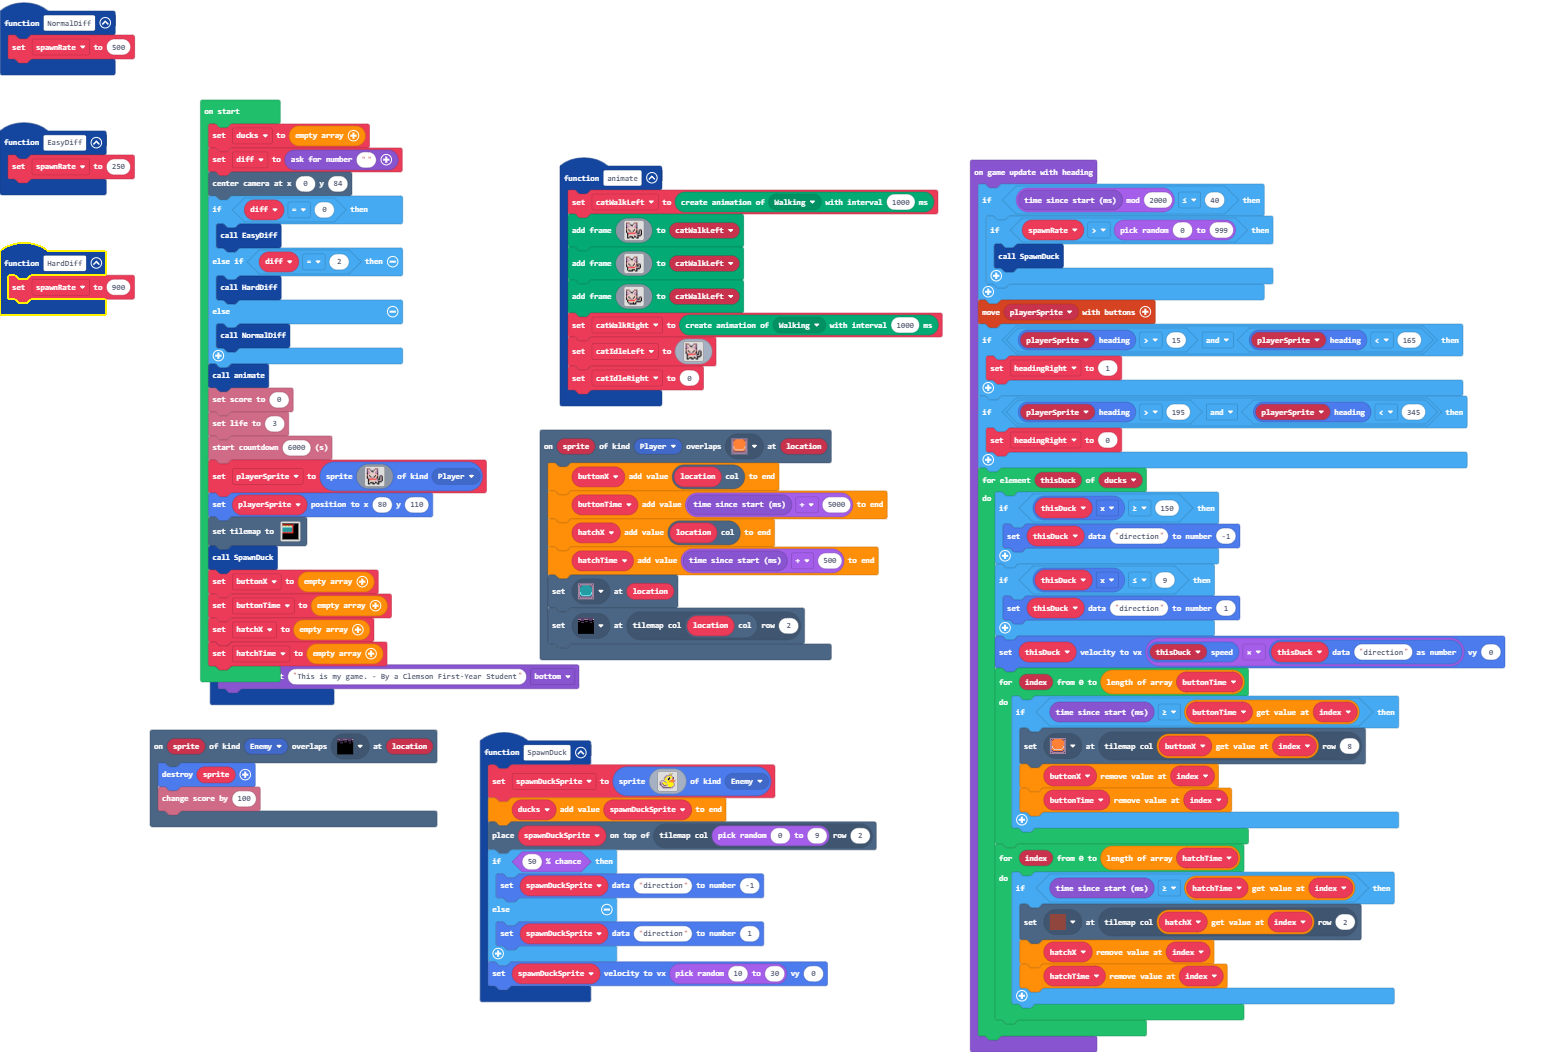 function NormalDiff
set spawnRate to 500
function EasyDiff
set spawnRate to 250
function HardDiff
set spawnRate to 900
on start
set ducks to empty array
set diff to ask for number " "
center camera at x 0 y 84
if diff = 0 then
call EasyDiff
else if diff = 2 then
call HardDiff
else
call NormalDiff
call animate
set score to 0
set life to 3
start countdown 6000 (s)
set playerSprite to sprite of kind Player
set playerSprite position to x 80 y 110
set tilemap to
call SpawnDuck
set buttonX to empty array
set buttonTime to empty array
set hatchX to empty array
set hatchTime to empty array
t "This is my game. - By a Clemson First-Year Student" bottom
on sprite of kind Enemy overlaps at location
destroy sprite
change score by 100
function animate
set catWalkLeft to create animation of Walking with interval 1000 ms
add frame to catWalkLeft
add frame to catWalkLeft
add frame to catWalkLeft
set catWalkRight to create animation of Walking with interval 1000 ms
set catIdleLeft to
set catIdleRight to 0
on sprite of kind Player overlaps at location
buttonX add value location col to end
buttonTime add value time since start (ms) + 5000 to end
hatchX add value location col to end
hatchTime add value time since start (ms) + 500 to end
set at location
set at tilemap col location col row 2
function SpawnDuck
set spawnDuckSprite to sprite of kind Enemy
ducks add value spawnDuckSprite to end
place spawnDuckSprite on top of tilemap col pick random 0 to 9 row 2
if 50 % chance then
set spawnDuckSprite data "direction" to number -1
else
set spawnDuckSprite data "direction" to number 1
set spawnDuckSprite velocity to vx pick random 10 to 30 vy 0
on game update with heading
if time since start (ms) mod 2000 ≤ 40 then
if spawnRate > pick random 0 to 999 then
call SpawnDuck
move playerSprite with buttons
if playerSprite heading > 15 and playerSprite heading < 165 then
set headingRight to 1
if playerSprite heading > 195 and playerSprite heading < 345 then
set headingRight to 0
for element thisDuck of ducks
do
if thisDuck x ≥ 150 then
set thisDuck data "direction" to number -1
if thisDuck x ≤ 9 then
set thisDuck data "direction" to number 1
set thisDuck velocity to vx thisDuck speed × thisDuck data "direction" as number vy 0
for index from 0 to length of array buttonTime
do
if time since start (ms) ≥ buttonTime get value at index then
set at tilemap col buttonX get value at index row 8
buttonX remove value at index
buttonTime remove value at index
for index from 0 to length of array hatchTime
do
if time since start (ms) ≥ hatchTime get value at index then
set at tilemap col hatchX get value at index row 2
hatchX remove value at index
hatchTime remove value at index